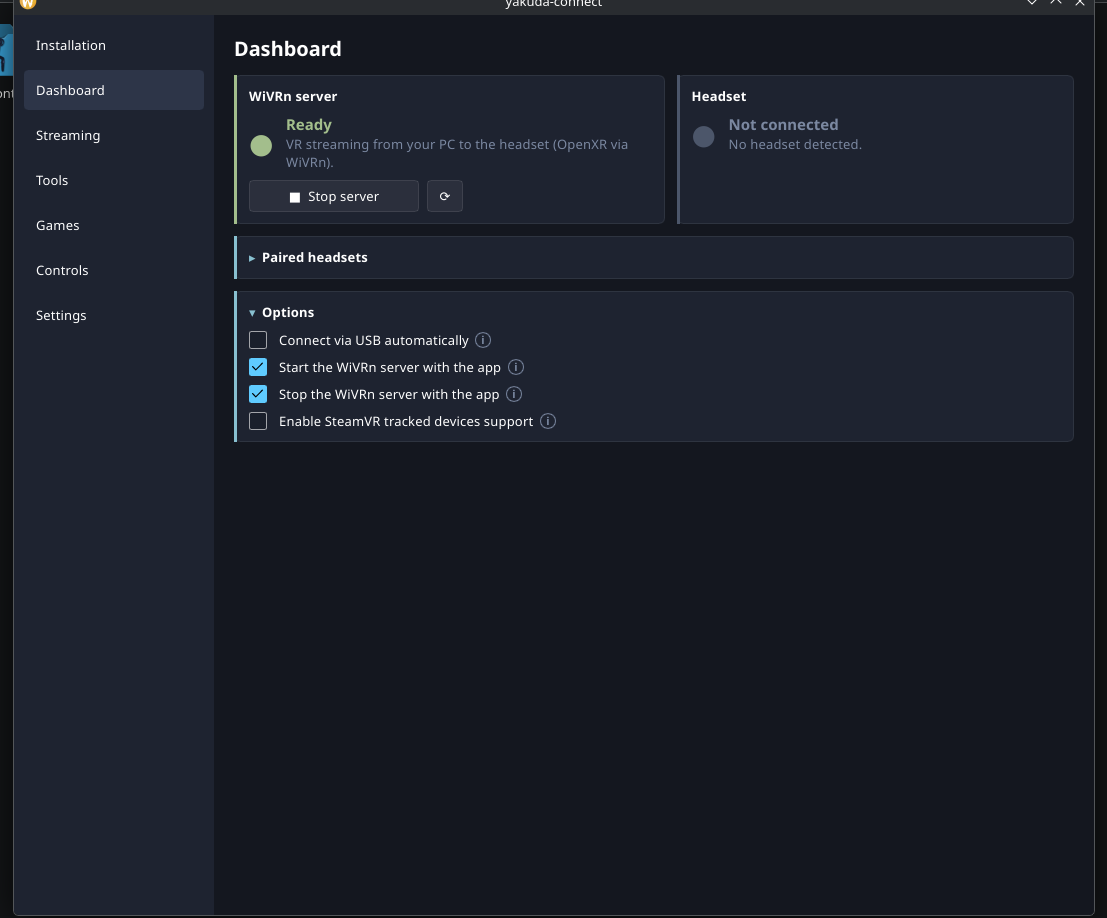 yakuda-connect
Installation
Dashboard
Streaming
Tools
Games
Controls
Settings
Dashboard
WiVRn server
Ready
VR streaming from your PC to the headset (OpenXR via
WiVRn).
Stop server
Headset
Not connected
No headset detected.
Paired headsets
Options
Connect via USB automatically
Start the WiVRn server with the app
Stop the WiVRn server with the app
Enable SteamVR tracked devices support